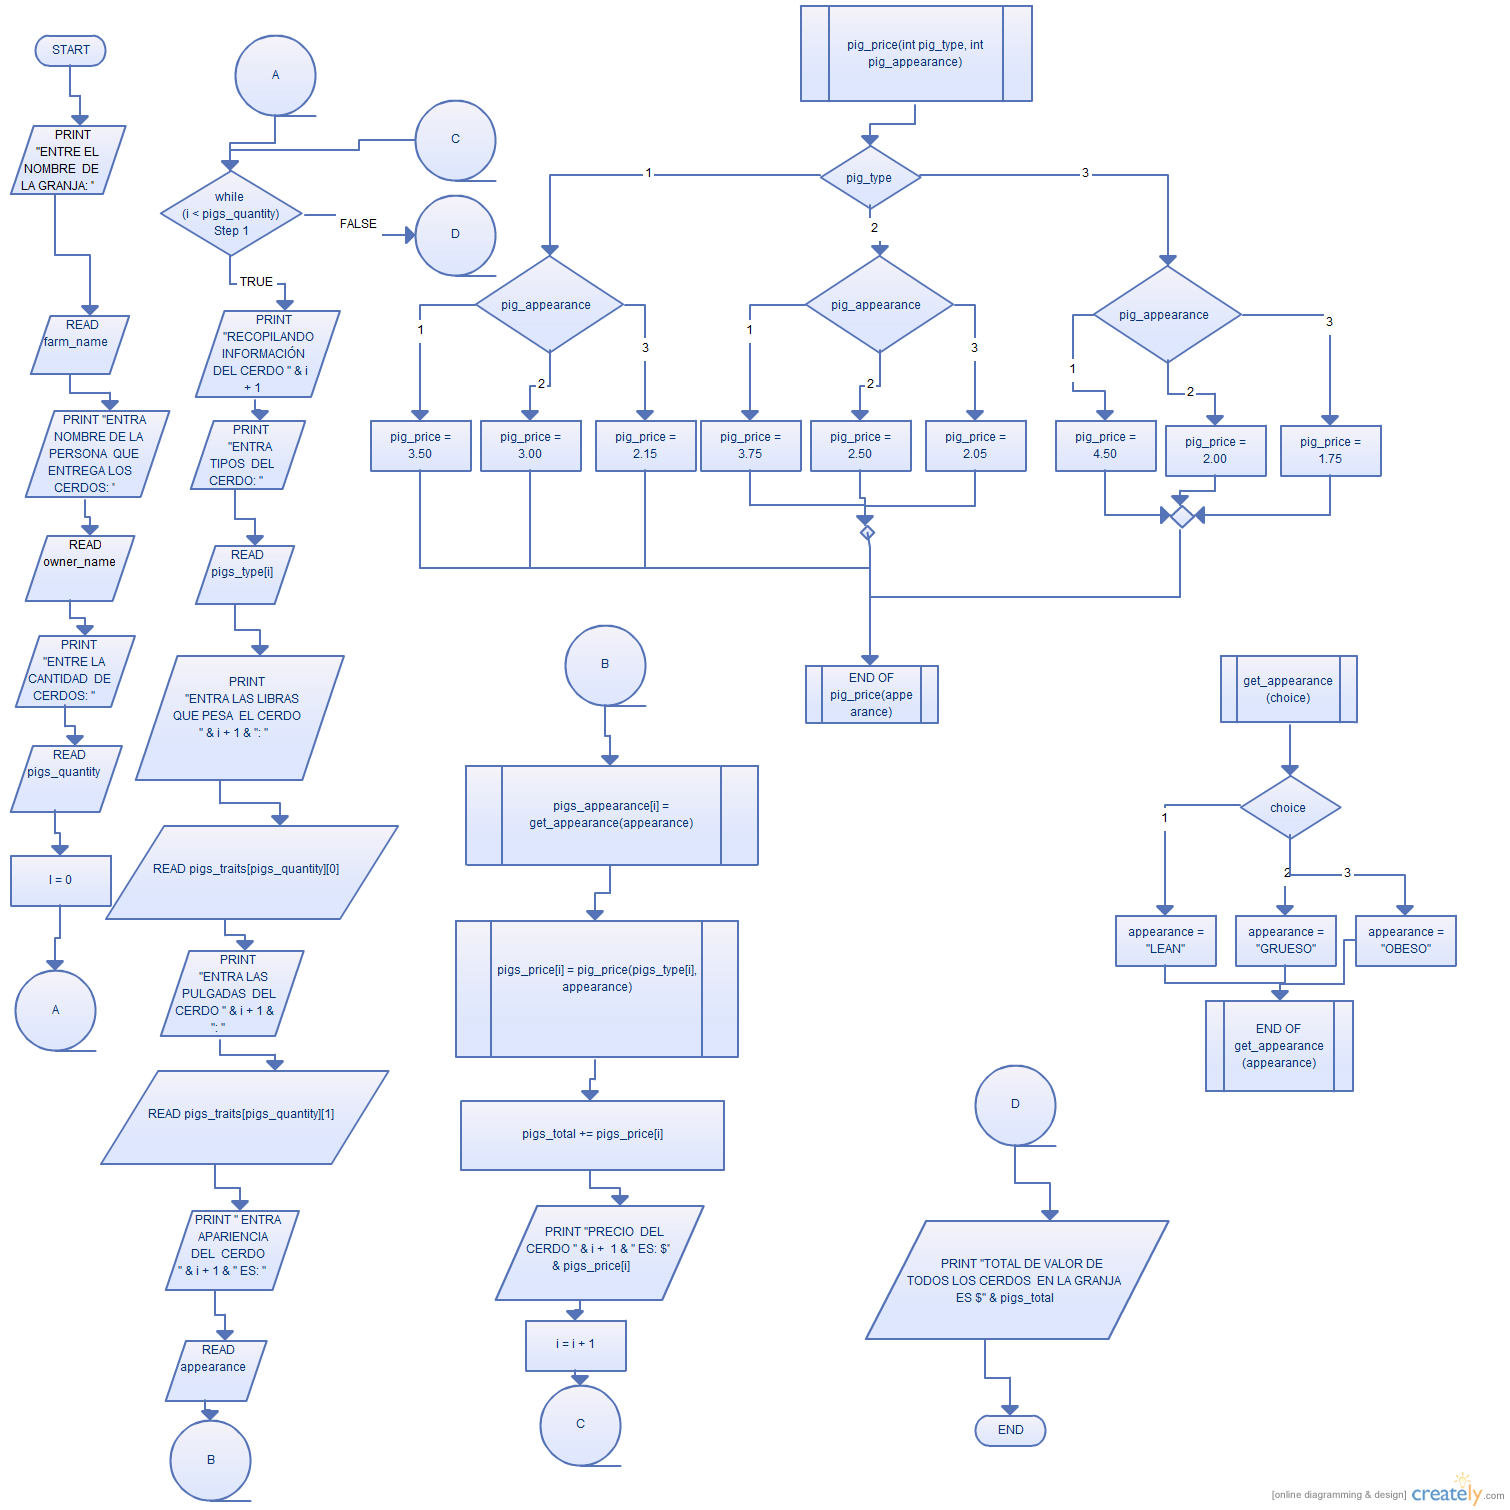 START
PRINT
"ENTRE EL
NOMBRE DE
LA GRANJA: "
READ
farm_name
PRINT "ENTRA
NOMBRE DE LA
PERSONA QUE
ENTREGA LOS
CERDOS: "
READ
owner_name
PRINT
"ENTRE LA
CANTIDAD DE
CERDOS: "
READ
pigs_quantity
I = 0
A
A
C
while
(i < pigs_quantity)
Step 1
FALSE
D
TRUE
PRINT
"RECOPILANDO
INFORMACIÓN
DEL CERDO " & i
+ 1
PRINT
"ENTRA
TIPOS DEL
CERDO: "
READ
pigs_type[i]
PRINT
"ENTRA LAS LIBRAS
QUE PESA EL CERDO
" & i + 1 & ": "
READ pigs_traits[pigs_quantity][0]
PRINT
"ENTRA LAS
PULGADAS DEL
CERDO " & i + 1 &
": "
READ pigs_traits[pigs_quantity][1]
PRINT " ENTRA
APARIENCIA
DEL CERDO
" & i + 1 & " ES: "
READ
appearance
B
pig_price(int pig_type, int
pig_appearance)
pig_type
1
2
3
pig_appearance
1
2
3
pig_appearance
1
2
3
pig_appearance
1
2
3
pig_price =
3.50
pig_price =
3.00
pig_price =
2.15
pig_price =
3.75
pig_price =
2.50
pig_price =
2.05
pig_price =
4.50
pig_price =
2.00
pig_price =
1.75
END OF
pig_price(appe
arance)
B
pigs_appearance[i] =
get_appearance(appearance)
pigs_price[i] = pig_price(pigs_type[i],
appearance)
pigs_total += pigs_price[i]
PRINT "PRECIO DEL
CERDO " & i + 1 & " ES: $"
& pigs_price[i]
i = i + 1
C
get_appearance
(choice)
choice
1
2
3
appearance =
"LEAN"
appearance =
"GRUESO"
appearance =
"OBESO"
END OF
get_appearance
(appearance)
D
PRINT "TOTAL DE VALOR DE
TODOS LOS CERDOS EN LA GRANJA
ES $" & pigs_total
END
[online diagramming & design] creately.com